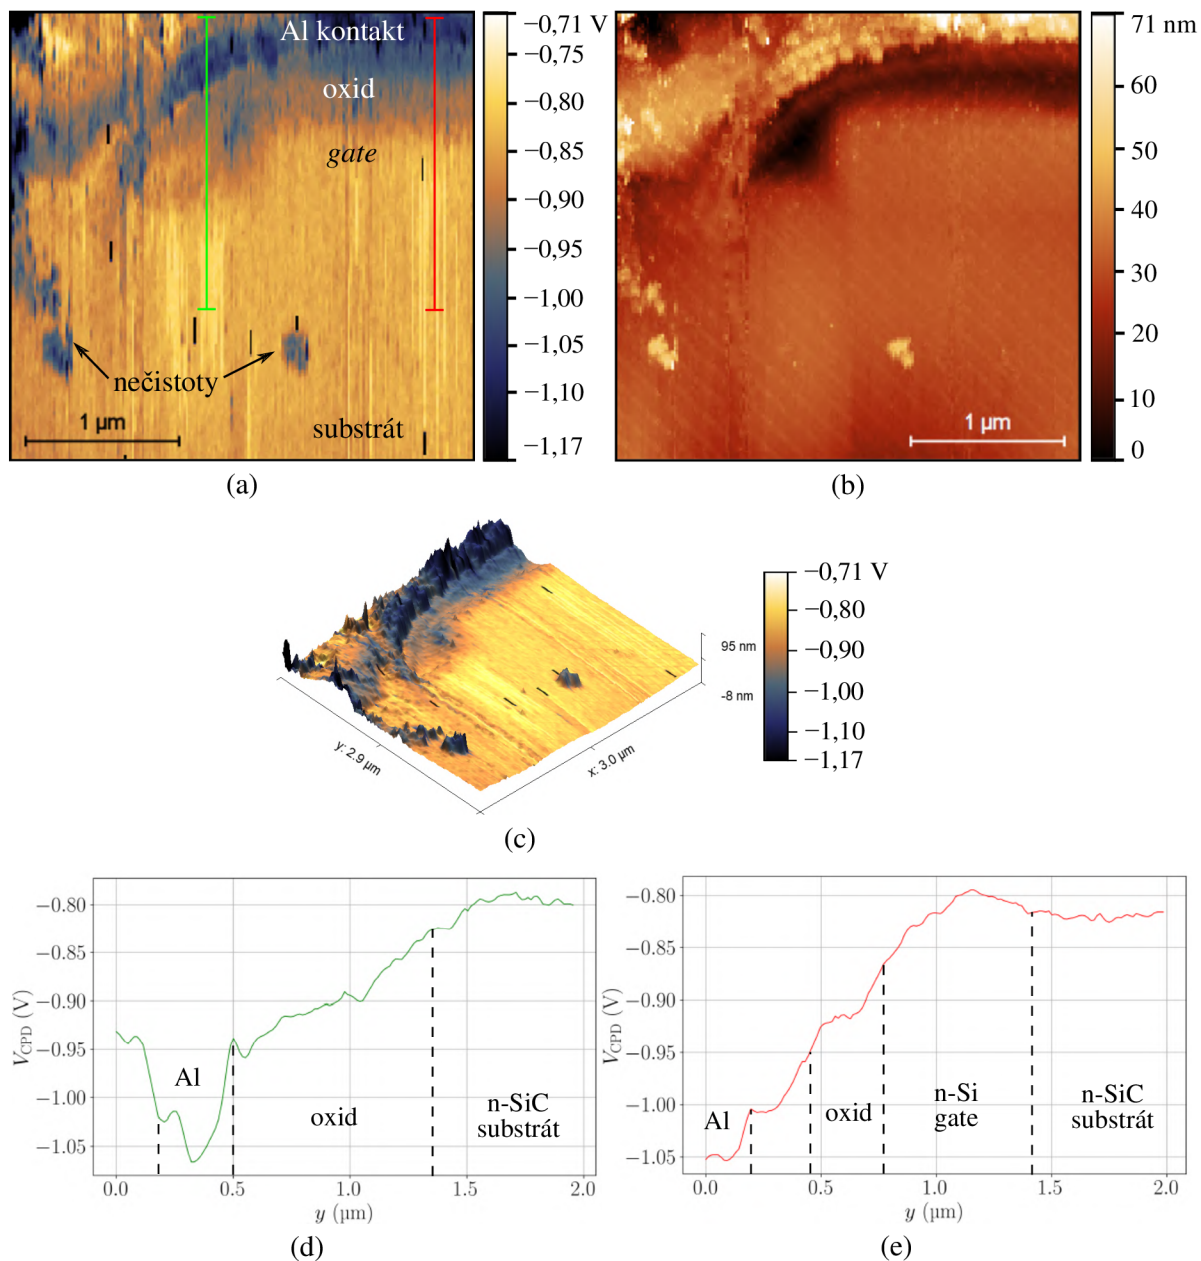 Al kontakt
oxid
gate
nečistoty
substrát
1 µm
−0,71 V
−0,75
−0,80
−0,85
−0,90
−0,95
−1,00
−1,05
−1,10
−1,17
(a)
1 µm
71 nm
60
50
40
30
20
10
0
(b)
y: 2.9 µm
x: 3.0 µm
95 nm
-8 nm
−0,71 V
−0,80
−0,90
−1,00
−1,10
−1,17
(c)
V_CPD (V)
−0.80
−0.85
−0.90
−0.95
−1.00
−1.05
Al
oxid
n-SiC
substrát
0.0 0.5 1.0 1.5 2.0
y (µm)
(d)
V_CPD (V)
−0.80
−0.85
−0.90
−0.95
−1.00
−1.05
Al
oxid
n-Si
gate
n-SiC
substrát
0.0 0.5 1.0 1.5 2.0
y (µm)
(e)